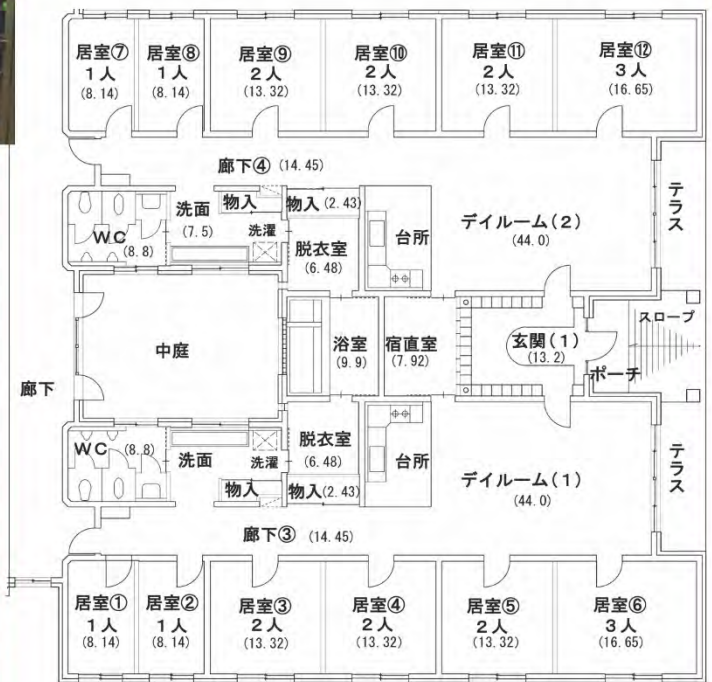 居室⑦
1人
(8.14)
居室⑧
1人
(8.14)
居室⑨
2人
(13.32)
居室⑩
2人
(13.32)
居室⑪
2人
(13.32)
居室⑫
3人
(16.65)
廊下④ (14.45)
WC
(8.8)
洗面
(7.5)
物入
洗濯
物入(2.43)
脱衣室
(6.48)
台所
デイルーム(2)
(44.0)
テラス
中庭
浴室
(9.9)
宿直室
(7.92)
玄関(1)
(13.2)
ポーチ
スロープ
廊下
WC
(8.8)
洗面
洗濯
物入
脱衣室
(6.48)
物入(2.43)
台所
デイルーム(1)
(44.0)
テラス
廊下③ (14.45)
居室①
1人
(8.14)
居室②
1人
(8.14)
居室③
2人
(13.32)
居室④
2人
(13.32)
居室⑤
2人
(13.32)
居室⑥
3人
(16.65)